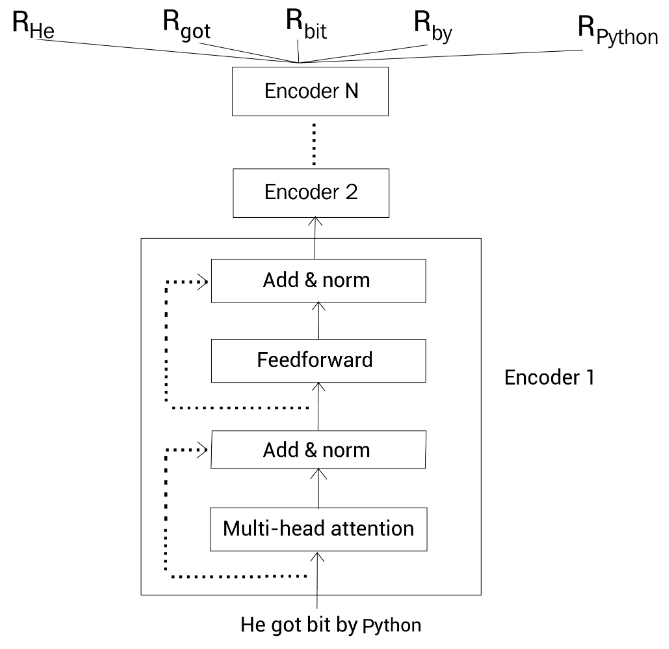 R_He R_got R_bit R_by R_Python
Encoder N
Encoder 2
Add & norm
Feedforward
Encoder 1
Add & norm
Multi-head attention
He got bit by Python